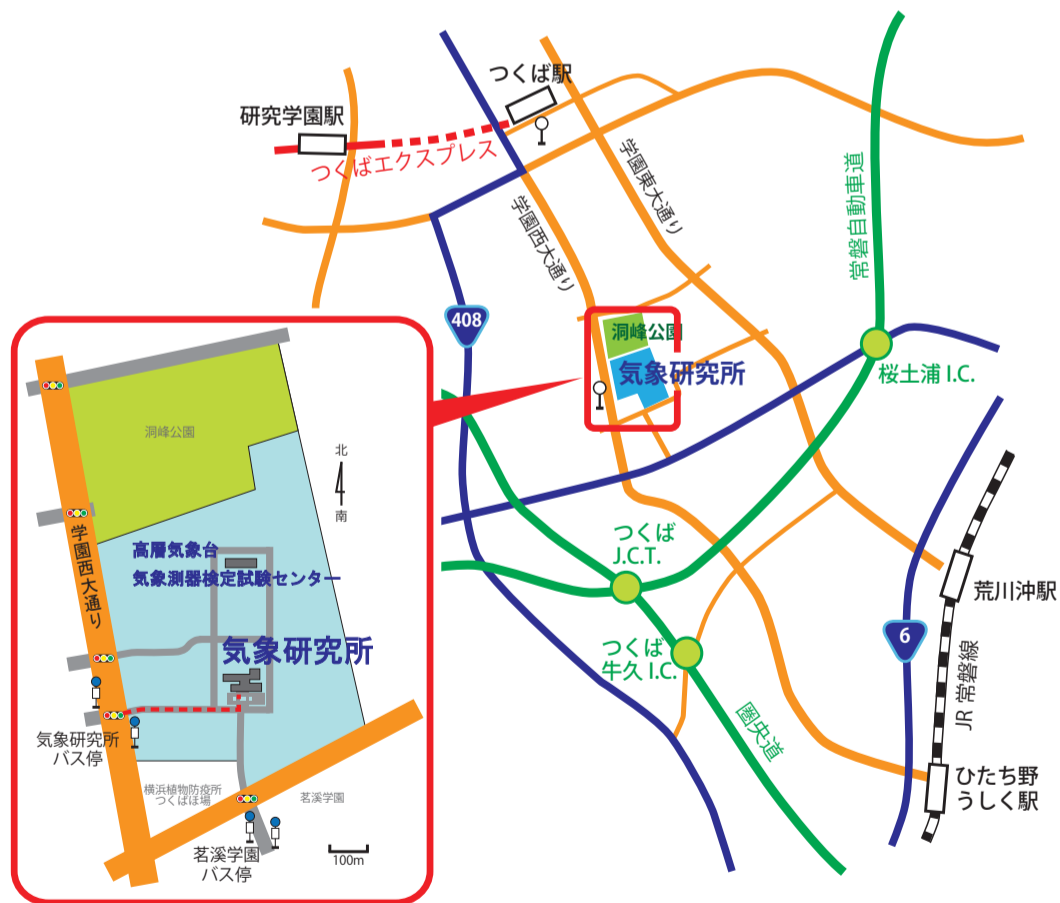 つくば駅
研究学園駅
つくばエクスプレス
学園東大通り
学園西大通り
常磐自動車道
408
洞峰公園
気象研究所
桜土浦 I.C.
つくば
J.C.T.
荒川沖駅
6
つくば
牛久 I.C.
JR 常磐線
圏央道
ひたち野
うしく駅
洞峰公園
北
南
学園西大通り
高層気象台
気象測器検定試験センター
気象研究所
気象研究所
バス停
横浜植物防疫所
つくばほ場
茗溪学園
茗溪学園
バス停
100m